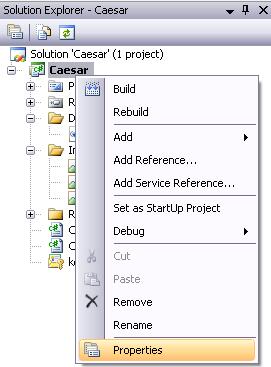 Solution Explorer - Caesar
Solution 'Caesar' (1 project)
Caesar
Build
Rebuild
Add
Add Reference...
Add Service Reference...
Set as StartUp Project
Debug
Cut
Paste
Remove
Rename
Properties